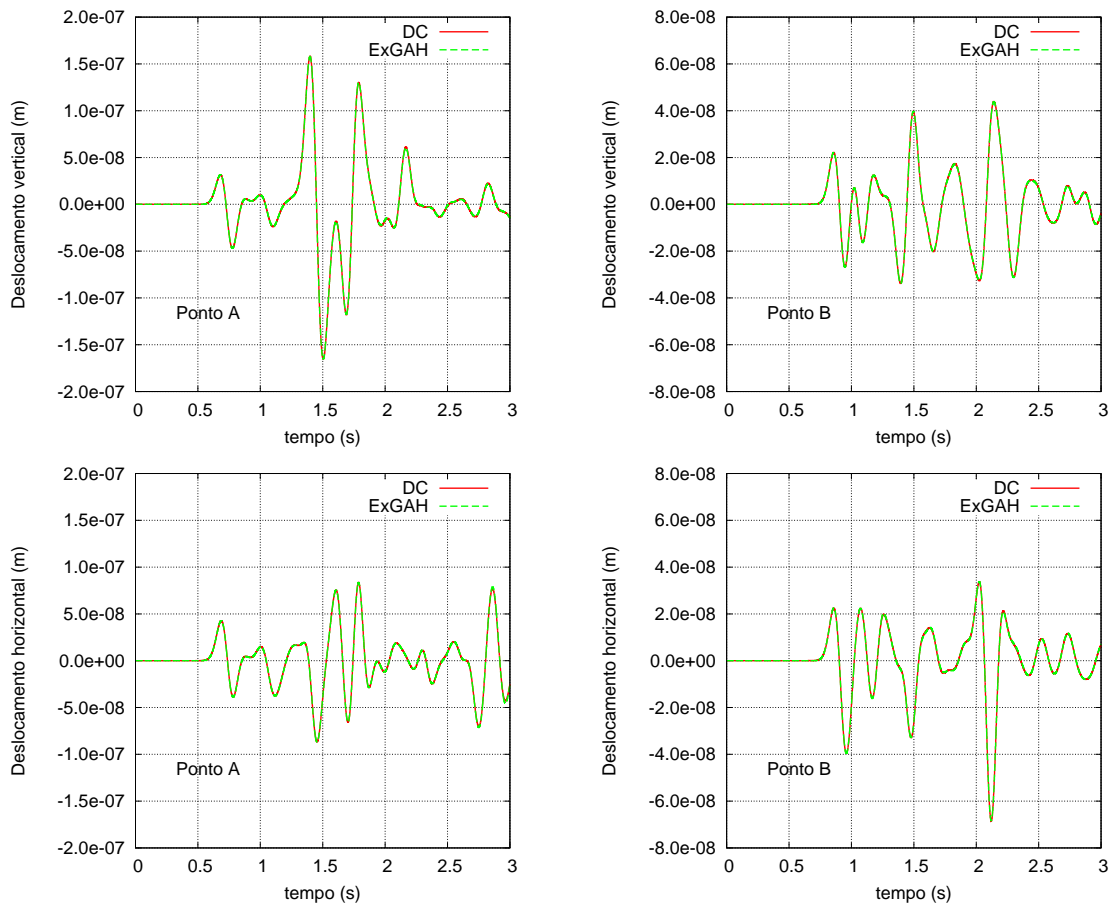 2.0e-07
1.5e-07
1.0e-07
5.0e-08
0.0e+00
-5.0e-08
-1.0e-07
-1.5e-07
-2.0e-07
Deslocamento vertical (m)
DC
ExGAH
Ponto A
0 0.5 1 1.5 2 2.5 3
tempo (s)
8.0e-08
6.0e-08
4.0e-08
2.0e-08
0.0e+00
-2.0e-08
-4.0e-08
-6.0e-08
-8.0e-08
Deslocamento vertical (m)
DC
ExGAH
Ponto B
0 0.5 1 1.5 2 2.5 3
tempo (s)
2.0e-07
1.5e-07
1.0e-07
5.0e-08
0.0e+00
-5.0e-08
-1.0e-07
-1.5e-07
-2.0e-07
Deslocamento horizontal (m)
DC
ExGAH
Ponto A
0 0.5 1 1.5 2 2.5 3
tempo (s)
8.0e-08
6.0e-08
4.0e-08
2.0e-08
0.0e+00
-2.0e-08
-4.0e-08
-6.0e-08
-8.0e-08
Deslocamento horizontal (m)
DC
ExGAH
Ponto B
0 0.5 1 1.5 2 2.5 3
tempo (s)